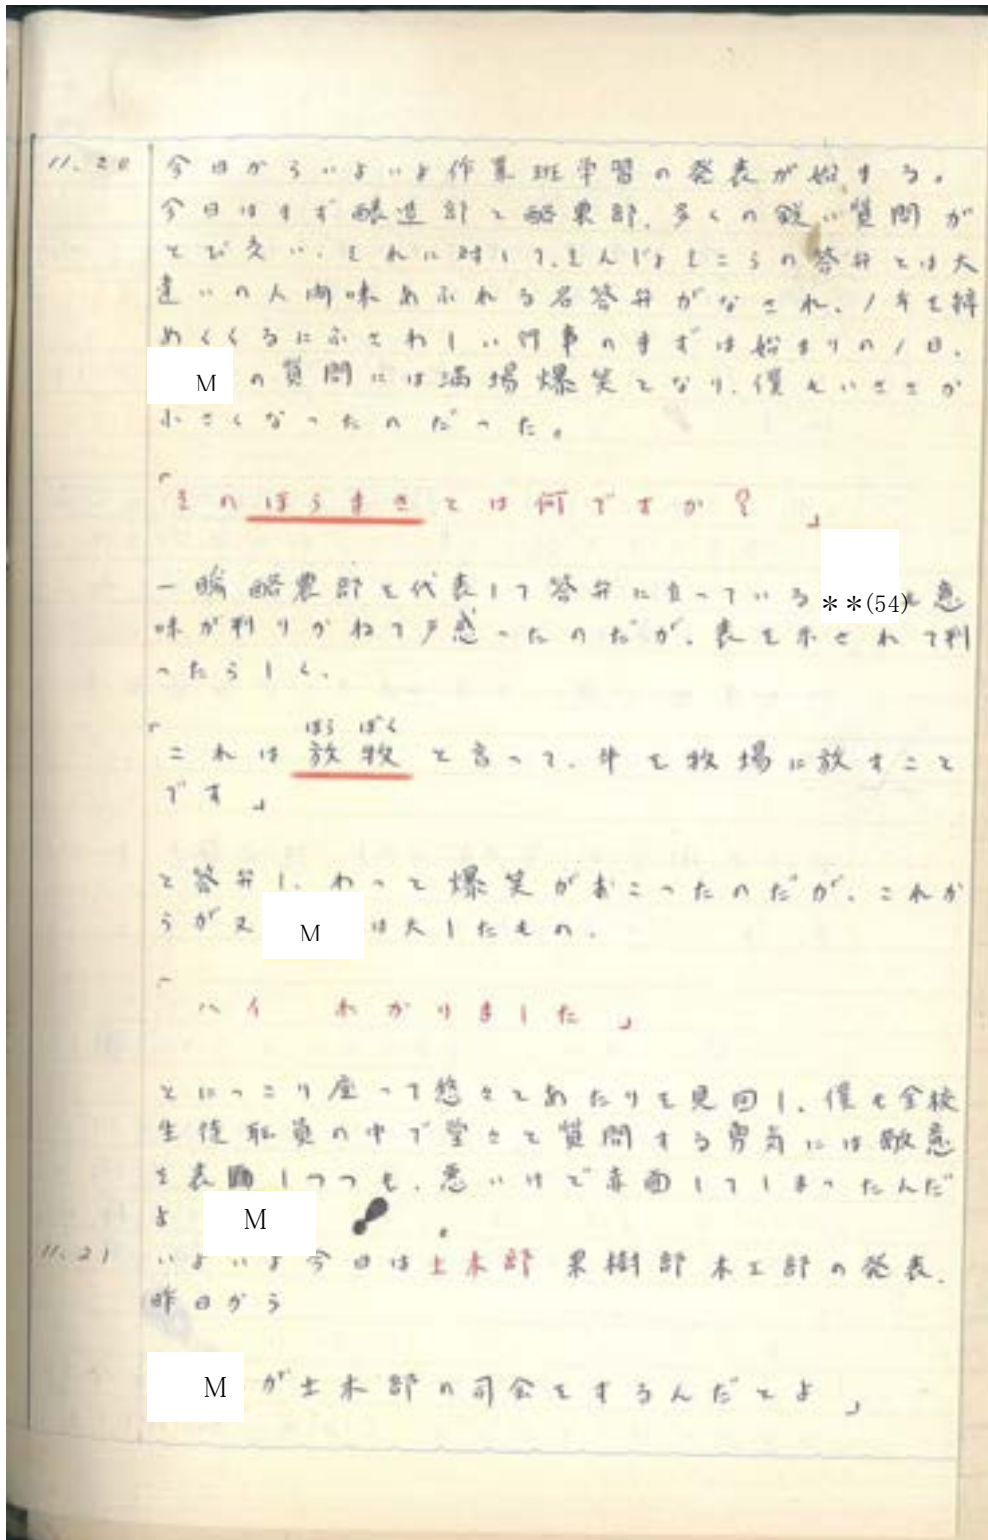 11.20 今日からいよいよ作業班学習の発表が始まる。
今日はまず醸造部と酪農部、多くの鋭い質問が
とび交い、それに対して、そんじょそこらの答弁とは大
違いの人間味あふれる名答弁がなされ、1年を締
めくくるにふさわしい行事のまずは始まりの1日、
Mの質問には満場爆笑となり、僕もいささか
小さくなったのだった。
「そのほうまきとは何ですか?」
一瞬酪農部を代表して答弁に立っている**(54)も意
味が判りかねて戸惑ったのだが、表を示されて判
ったらしく、
ほう ぼく
「これは放牧と言って、牛を牧場に放すこと
です」
と答弁し、わっと爆笑がおこったのだが、これか
らが又Mは大したもの、
「ハイ わかりました」
とにっこり座って悠々とあたりを見回し、僕も全校
生徒職員の中で堂々と質問する勇気には敬意
を表しつつも、悪いけど赤面してしまったんだ
よ M !
11.21 いよいよ今日は土木部 果樹部 木工部の発表、
昨日から
Mが土木部の司会をするんだとよ」